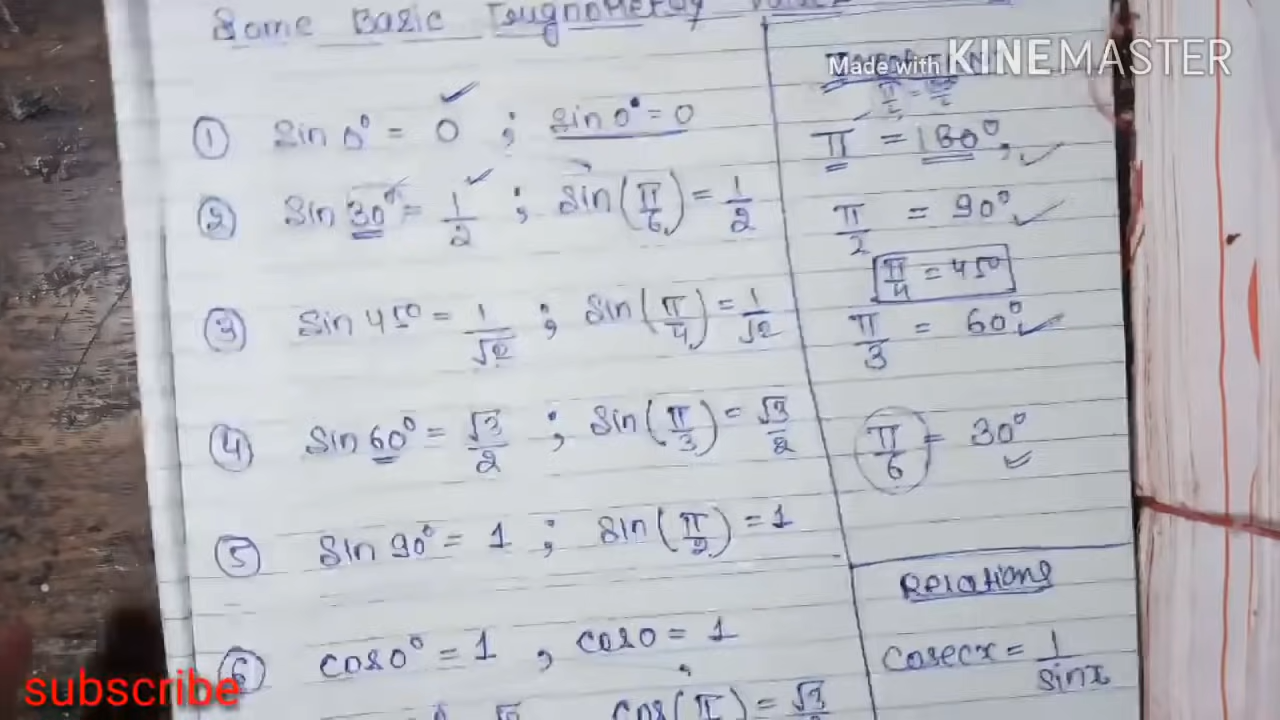 Some Basic Trignometry
① Sin 0° = 0 ; sin 0° = 0
② Sin 30° = 1/2 ; Sin(π/6) = 1/2
③ Sin 45° = 1/√2 ; Sin(π/4) = 1/√2
④ Sin 60° = √3/2 ; Sin(π/3) = √3/2
⑤ Sin 90° = 1 ; Sin(π/2) = 1
⑥ Cos 0° = 1 , Cos 0 = 1
Made with KINEMASTER
π = 180°,
π/2 = 90°
π/4 = 45°
π/3 = 60°
π/6 = 30°
Relations
Cosec x = 1/sin x
subscribe